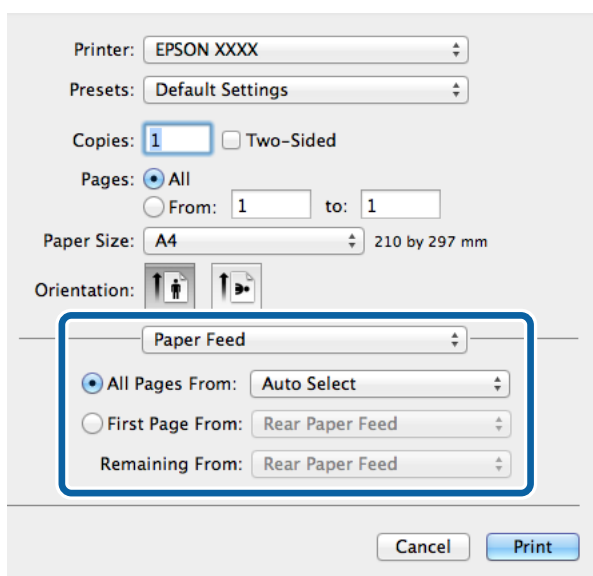 Printer: EPSON XXXX
Presets: Default Settings
Copies: 1 Two-Sided
Pages: All
From: 1 to: 1
Paper Size: A4 210 by 297 mm
Orientation:
Paper Feed
All Pages From: Auto Select
First Page From: Rear Paper Feed
Remaining From: Rear Paper Feed
Cancel Print